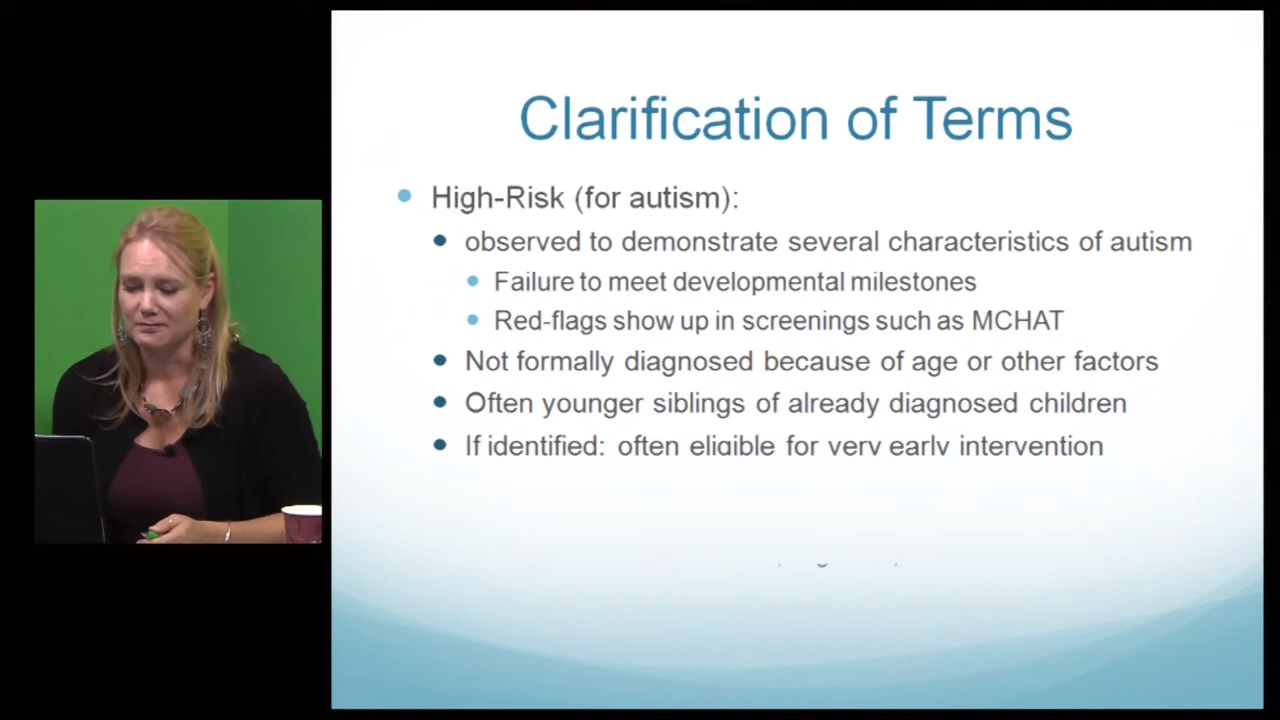 Clarification of Terms
High-Risk (for autism):
observed to demonstrate several characteristics of autism
Failure to meet developmental milestones
Red-flags show up in screenings such as MCHAT
Not formally diagnosed because of age or other factors
Often younger siblings of already diagnosed children
If identified: often eligible for very early intervention